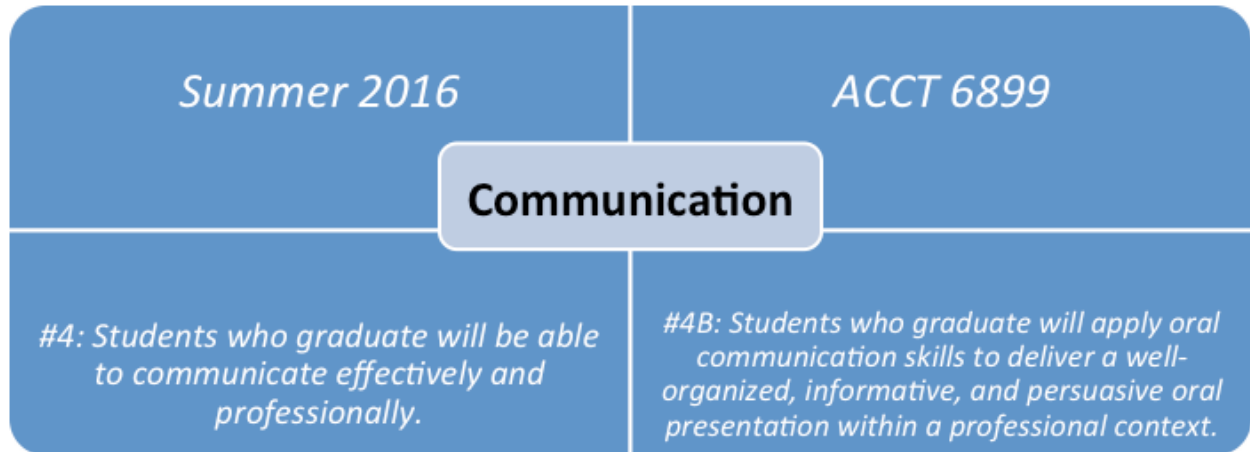 Summer 2016
ACCT 6899
Communication
#4: Students who graduate will be able
to communicate effectively and
professionally.
#4B: Students who graduate will apply oral
communication skills to deliver a well-
organized, informative, and persuasive oral
presentation within a professional context.